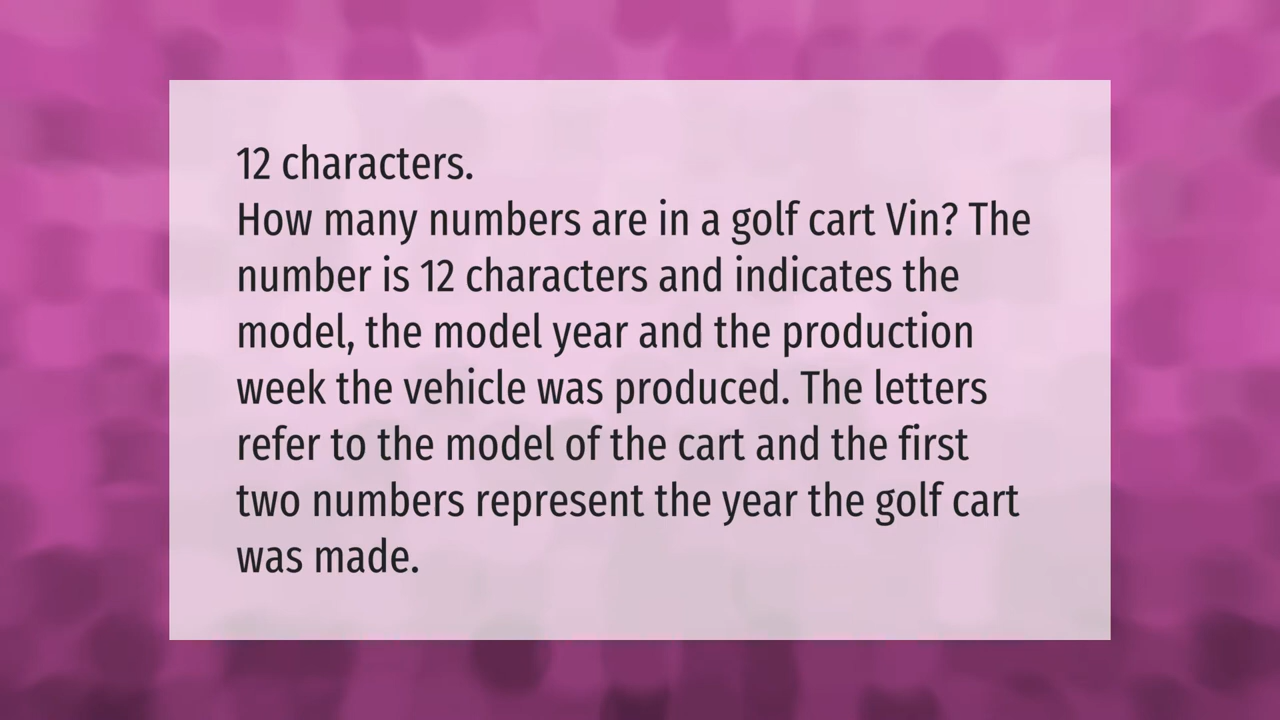 12 characters.
How many numbers are in a golf cart Vin? The
number is 12 characters and indicates the
model, the model year and the production
week the vehicle was produced. The letters
refer to the model of the cart and the first
two numbers represent the year the golf cart
was made.